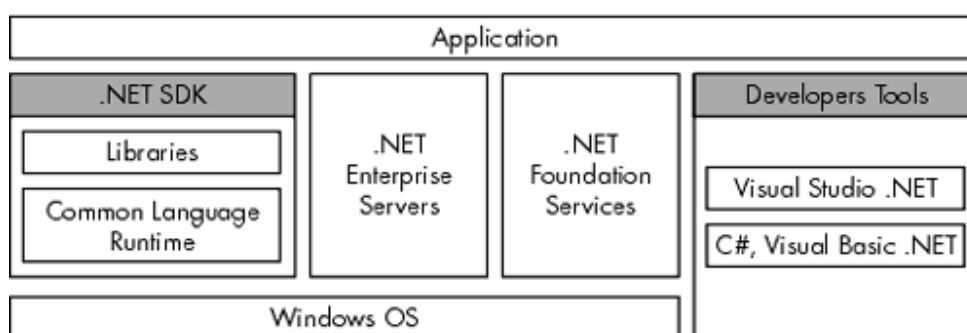 Application
.NET SDK
Libraries
Common Language
Runtime
.NET
Enterprise
Servers
.NET
Foundation
Services
Developers Tools
Visual Studio .NET
C#, Visual Basic .NET
Windows OS